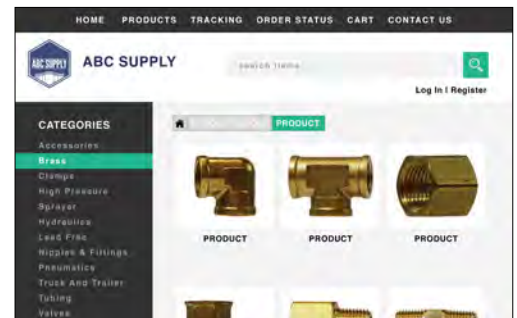 HOME PRODUCTS TRACKING ORDER STATUS CART CONTACT US
ABC SUPPLY
ABC SUPPLY
search items
Log In | Register
CATEGORIES
PRODUCT
Accessories
Brass
Clamps
High Pressure
Sprayer
Hydraulics
Lead Free
Nipples & Fittings
Pneumatics
Truck And Trailer
Tubing
Valves
PRODUCT
PRODUCT
PRODUCT